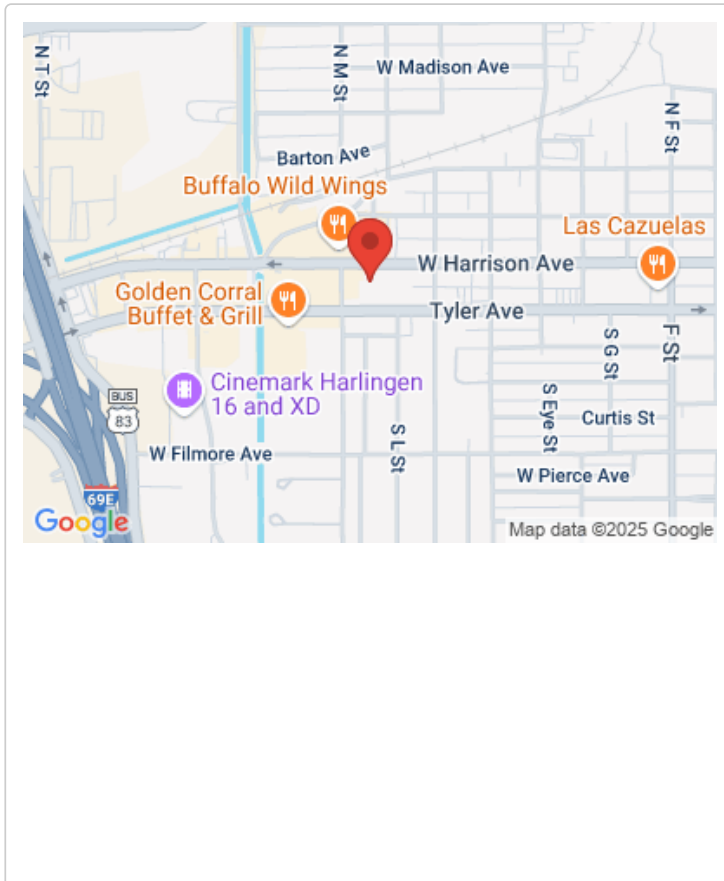 N T St
N M St
W Madison Ave
N F St
Barton Ave
Buffalo Wild Wings
Las Cazuelas
W Harrison Ave
Golden Corral
Buffet & Grill
Tyler Ave
S G St
F St
Cinemark Harlingen
16 and XD
BUS
83
S Eye St
Curtis St
S L St
W Filmore Ave
W Pierce Ave
69E
Google
Map data ©2025 Google